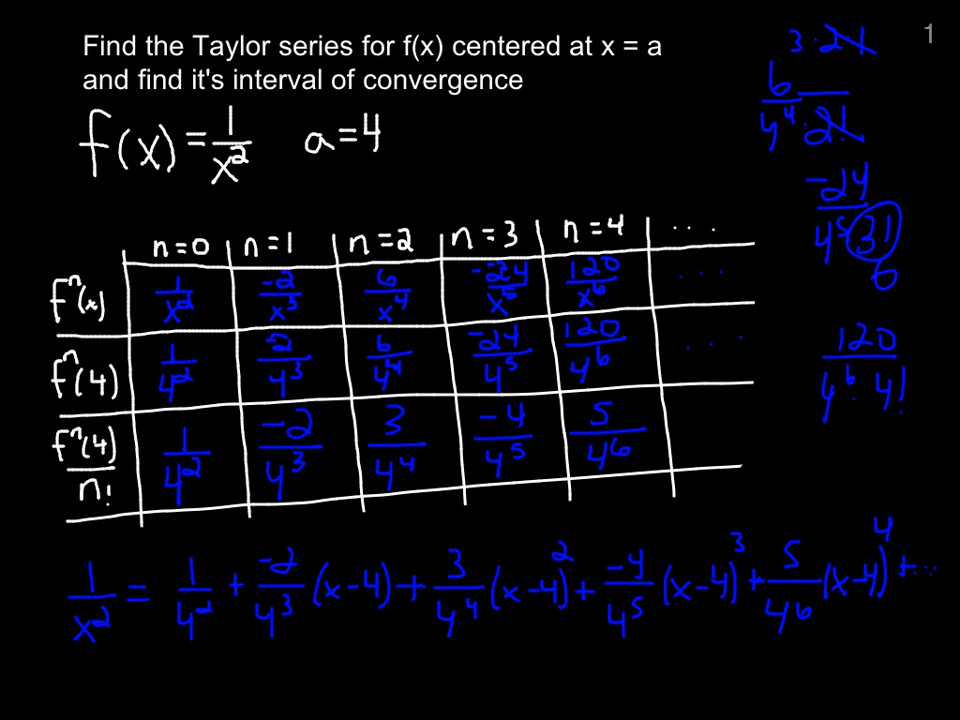 1
Find the Taylor series for f(x) centered at x = a
and find it's interval of convergence
f(x) = 1/x² a = 4
3·2·1
6/4⁴·2!
-24/4⁵ 3!
6
120/4⁶·4!
n=0 n=1 n=2 n=3 n=4 ...
fⁿ(x) 1/x² -2/x³ 6/x⁴ -24/x⁵ 120/x⁶ ...
fⁿ(4) 1/4² -2/4³ 6/4⁴ -24/4⁵ 120/4⁶ ...
fⁿ(4)/n! 1/4² -2/4³ 3/4⁴ -4/4⁵ 5/4⁶
1/x² = 1/4² + -2/4³ (x-4) + 3/4⁴ (x-4)² + -4/4⁵ (x-4)³ + 5/4⁶ (x-4)⁴ + ...